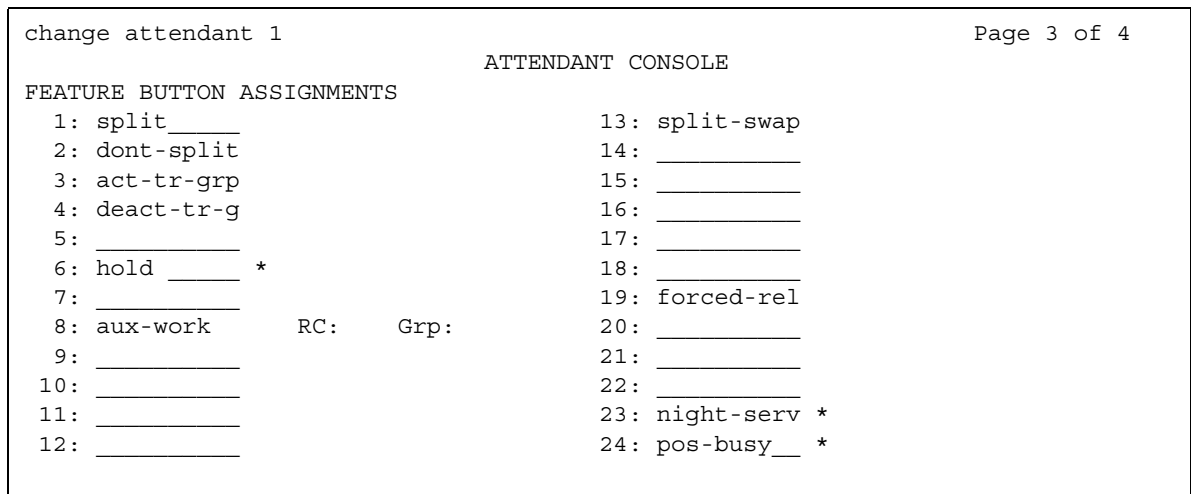 change attendant 1                                                Page 3 of 4
                                ATTENDANT CONSOLE
FEATURE BUTTON ASSIGNMENTS
  1: split_____                         13: split-swap
  2: dont-split                         14: __________
  3: act-tr-grp                         15: __________
  4: deact-tr-g                         16: __________
  5: __________                         17: __________
  6: hold _____ *                       18: __________
  7: __________                         19: forced-rel
  8: aux-work      RC:    Grp:          20: __________
  9: __________                         21: __________
 10: __________                         22: __________
 11: __________                         23: night-serv *
 12: __________                         24: pos-busy__ *